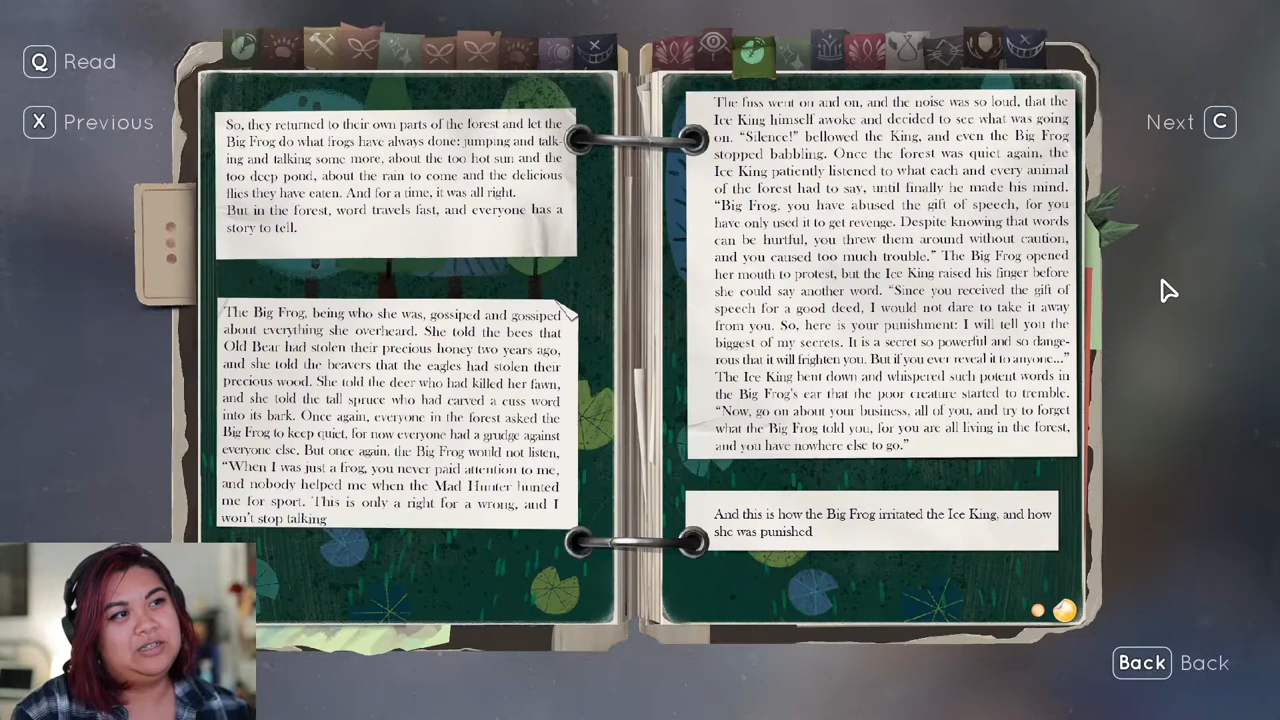 Q Read
X Previous
Next C
So, they returned to their own parts of the forest and let the
Big Frog do what frogs have always done: jumping and talk-
ing and talking some more, about the too hot sun and the
too deep pond, about the rain to come and the delicious
flies they have eaten. And for a time, it was all right.
But in the forest, word travels fast, and everyone has a
story to tell.
The Big Frog, being who she was, gossiped and gossiped
about everything she overheard. She told the bees that
Old Bear had stolen their precious honey two years ago,
and she told the beavers that the eagles had stolen their
precious wood. She told the deer who had killed her fawn,
and she told the tall spruce who had carved a cuss word
into its bark. Once again, everyone in the forest asked the
Big Frog to keep quiet, for now everyone had a grudge against
everyone else. But once again, the Big Frog would not listen,
“When I was just a frog, you never paid attention to me,
and nobody helped me when the Mad Hunter hunted
me for sport. This is only a right for a wrong, and I
won’t stop talking
The fuss went on and on, and the noise was so loud, that the
Ice King himself awoke and decided to see what was going
on. “Silence!” bellowed the King, and even the Big Frog
stopped babbling. Once the forest was quiet again, the
Ice King patiently listened to what each and every animal
of the forest had to say, until finally he made his mind.
“Big Frog, you have abused the gift of speech, for you
have only used it to get revenge. Despite knowing that words
can be hurtful, you threw them around without caution,
and you caused too much trouble.” The Big Frog opened
her mouth to protest, but the Ice King raised his finger before
she could say another word. “Since you received the gift of
speech for a good deed, I would not dare to take it away
from you. So, here is your punishment: I will tell you the
biggest of my secrets. It is a secret so powerful and so dange-
rous that it will frighten you. But if you ever reveal it to anyone...”
The Ice King bent down and whispered such potent words in
the Big Frog’s ear that the poor creature started to tremble.
“Now, go on about your business, all of you, and try to forget
what the Big Frog told you, for you are all living in the forest,
and you have nowhere else to go.”
And this is how the Big Frog irritated the Ice King, and how
she was punished
Back Back